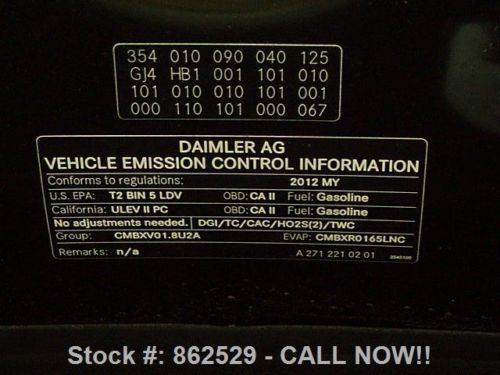 354 010 090 040 125
GJ4 HB1 001 101 010
101 010 010 101 001
000 110 101 000 067
DAIMLER AG
VEHICLE EMISSION CONTROL INFORMATION
Conforms to regulations: 2012 MY
U.S. EPA: T2 BIN 5 LDV OBD: CA II Fuel: Gasoline
California: ULEV II PC OBD: CA II Fuel: Gasoline
No adjustments needed. DGI/TC/CAC/HO2S(2)/TWC
Group: CMBXV01.8U2A EVAP: CMBXR0165LNC
Remarks: n/a A 271 221 02 01
Stock #: 862529 - CALL NOW!!